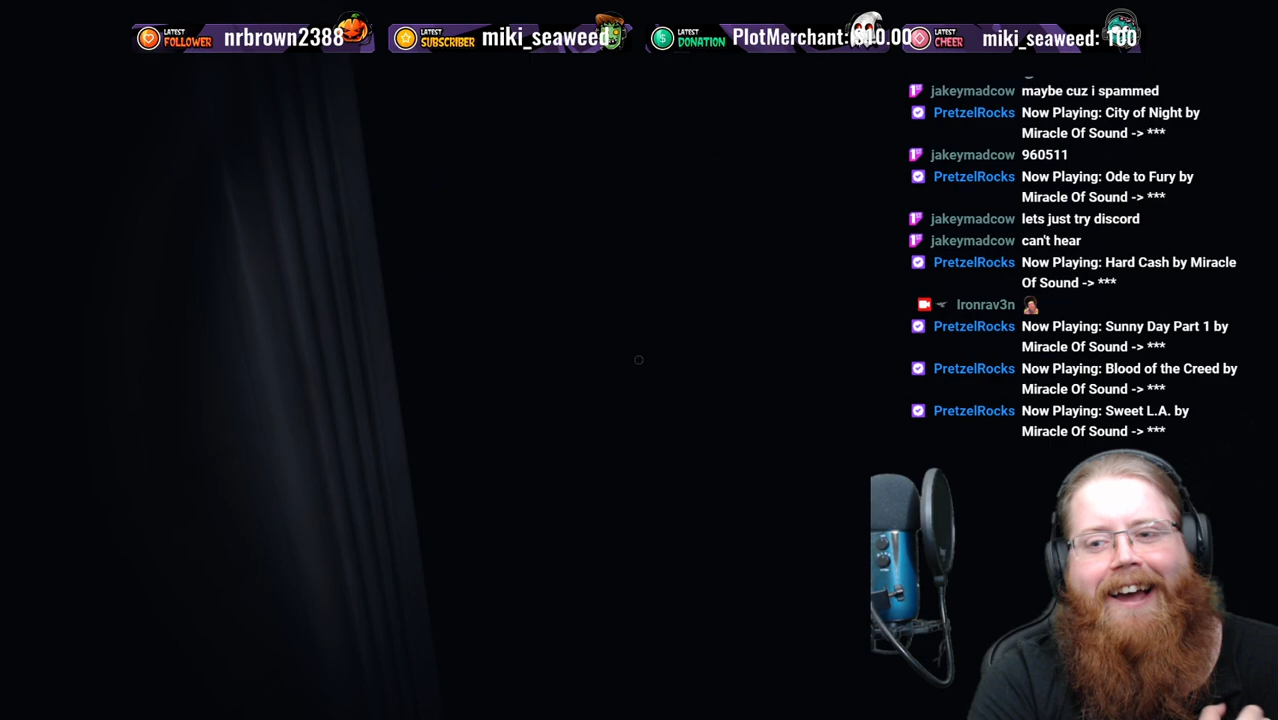 LATEST FOLLOWER nrbrown2388
LATEST SUBSCRIBER miki_seaweed
LATEST DONATION PlotMerchant: $10.00
LATEST CHEER miki_seaweed: 100
jakeymadcow maybe cuz i spammed
PretzelRocks Now Playing: City of Night by
Miracle Of Sound -> ***
jakeymadcow 960511
PretzelRocks Now Playing: Ode to Fury by
Miracle Of Sound -> ***
jakeymadcow lets just try discord
jakeymadcow can't hear
PretzelRocks Now Playing: Hard Cash by Miracle
Of Sound -> ***
Ironrav3n
PretzelRocks Now Playing: Sunny Day Part 1 by
Miracle Of Sound -> ***
PretzelRocks Now Playing: Blood of the Creed by
Miracle Of Sound -> ***
PretzelRocks Now Playing: Sweet L.A. by
Miracle Of Sound -> ***